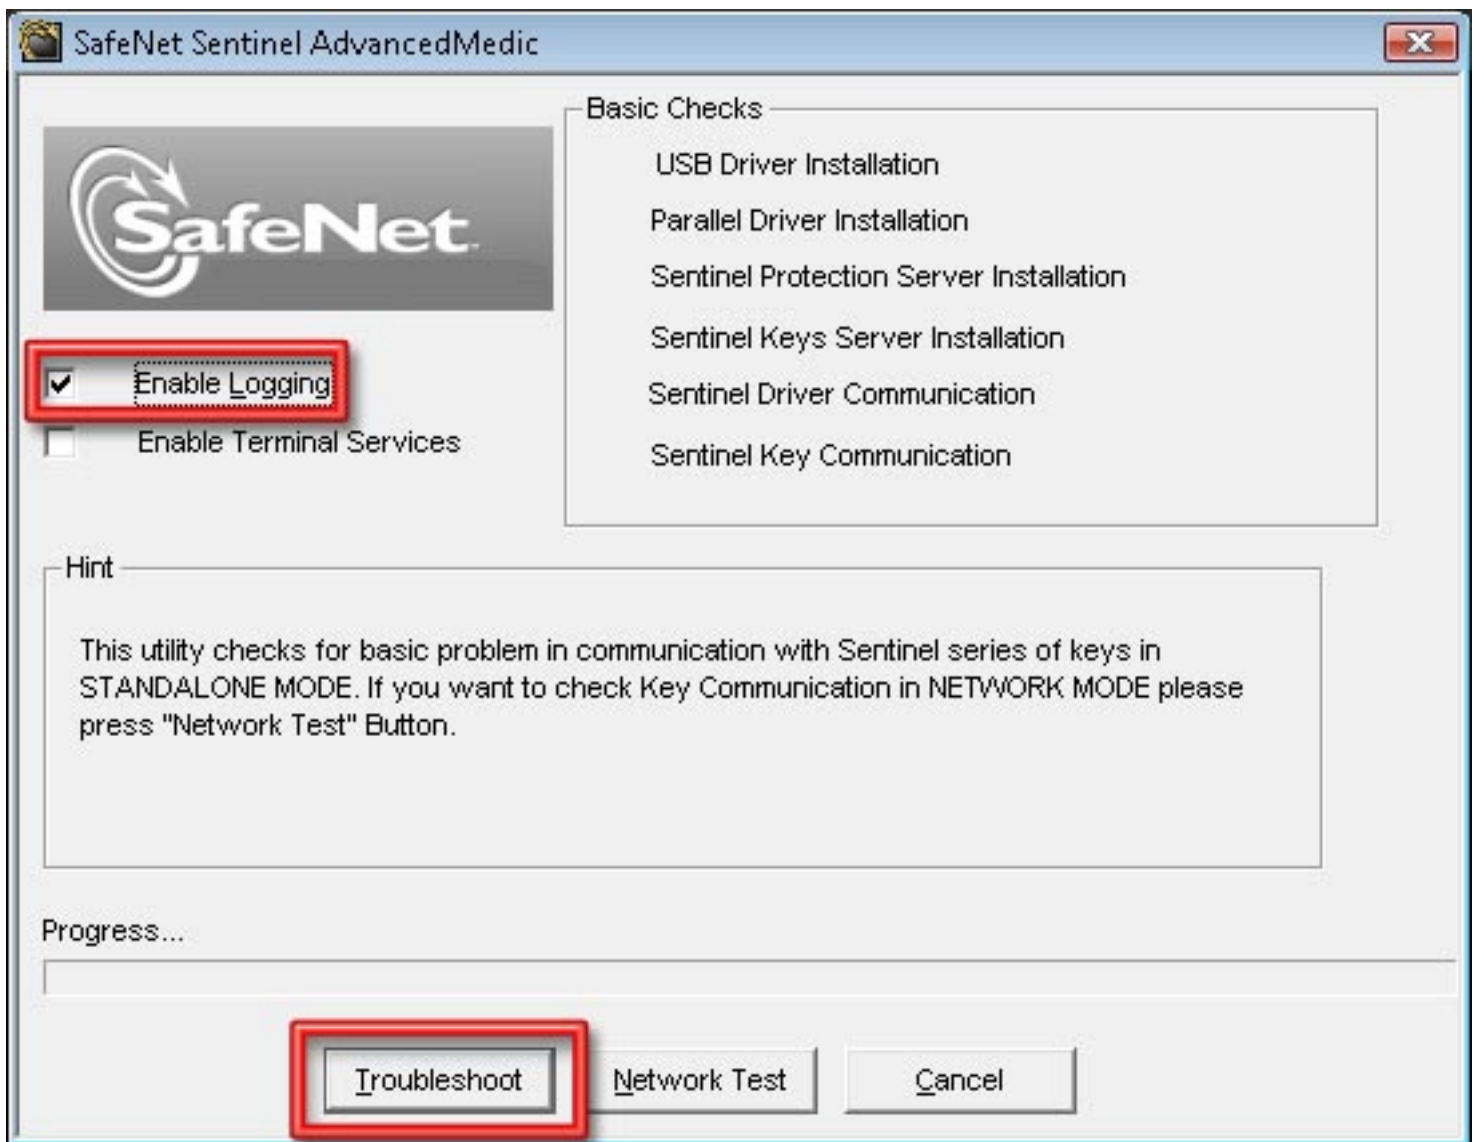 SafeNet Sentinel AdvancedMedic
SafeNet
Enable Logging
Enable Terminal Services
Basic Checks
USB Driver Installation
Parallel Driver Installation
Sentinel Protection Server Installation
Sentinel Keys Server Installation
Sentinel Driver Communication
Sentinel Key Communication
Hint
This utility checks for basic problem in communication with Sentinel series of keys in
STANDALONE MODE. If you want to check Key Communication in NETWORK MODE please
press "Network Test" Button.
Progress...
Troubleshoot
Network Test
Cancel